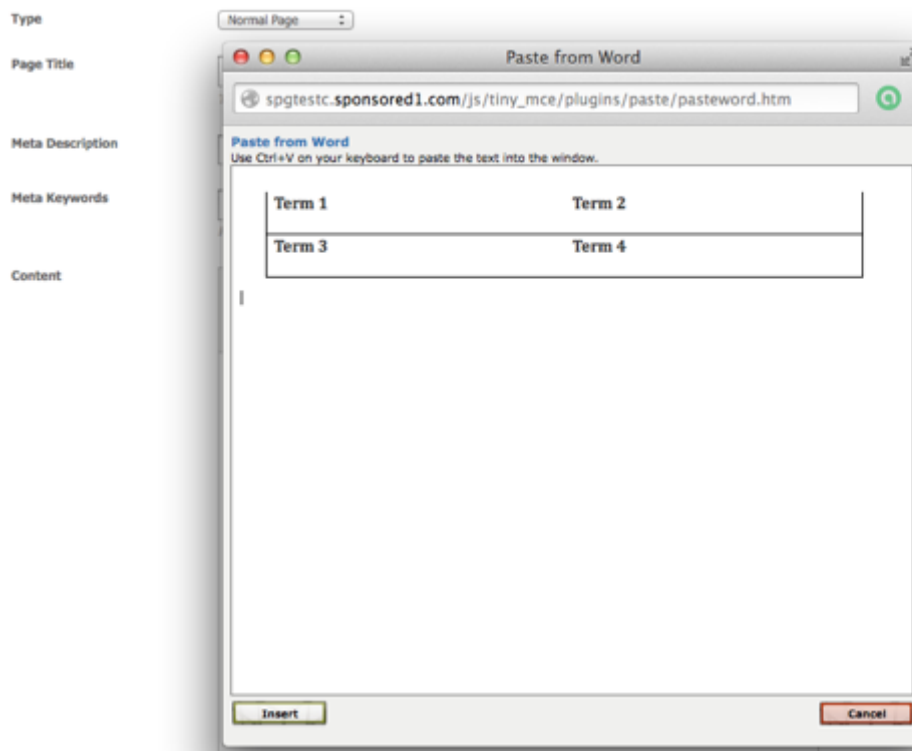 Type
Normal Page
Page Title
Paste from Word
spgtestc.sponsored1.com/js/tiny_mce/plugins/paste/pasteword.htm
Meta Description
Paste from Word
Use Ctrl+V on your keyboard to paste the text into the window.
Meta Keywords
Term 1 Term 2
Term 3 Term 4
Content
Insert Cancel